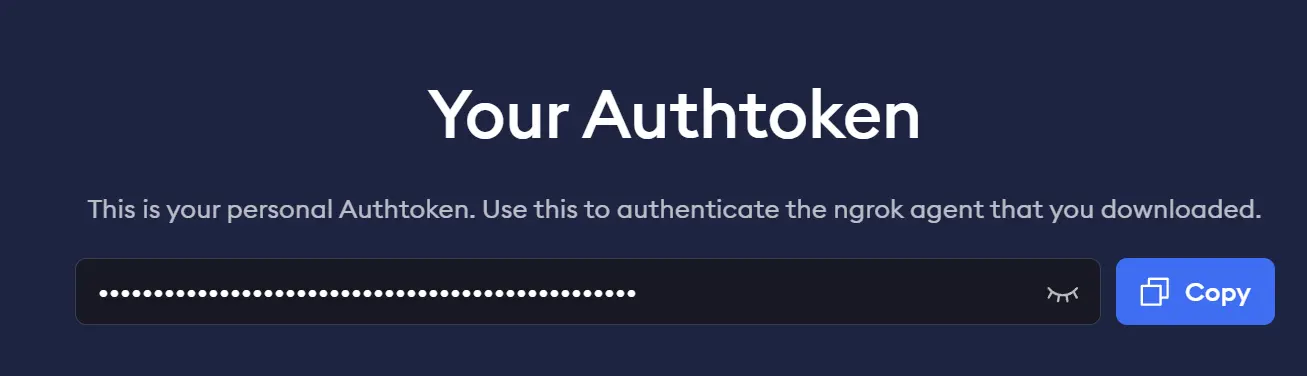 Your Authtoken
This is your personal Authtoken. Use this to authenticate the ngrok agent that you downloaded.
•••••••••••••••••••••••••••••••••••••••••••••••••
Copy